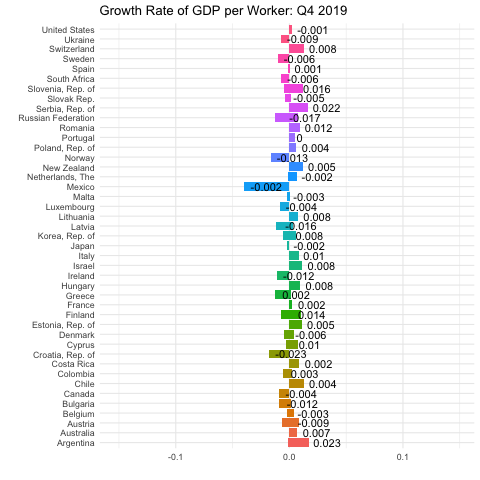 Growth Rate of GDP per Worker: Q4 2019
United States -0.001
Ukraine -0.009
Switzerland 0.008
Sweden -0.006
Spain 0.001
South Africa -0.006
Slovenia, Rep. of 0.016
Slovak Rep. -0.005
Serbia, Rep. of 0.022
Russian Federation -0.017
Romania 0.012
Portugal 0
Poland, Rep. of 0.004
Norway -0.013
New Zealand 0.005
Netherlands, The -0.002
Mexico -0.002
Malta -0.003
Luxembourg -0.004
Lithuania 0.008
Latvia -0.016
Korea, Rep. of 0.008
Japan -0.002
Italy 0.01
Israel 0.008
Ireland -0.012
Hungary 0.008
Greece 0.002
France 0.002
Finland 0.014
Estonia, Rep. of 0.005
Denmark -0.006
Cyprus 0.01
Croatia, Rep. of -0.023
Costa Rica 0.002
Colombia 0.003
Chile 0.004
Canada -0.004
Bulgaria -0.012
Belgium -0.003
Austria -0.009
Australia 0.007
Argentina 0.023
-0.1 0.0 0.1